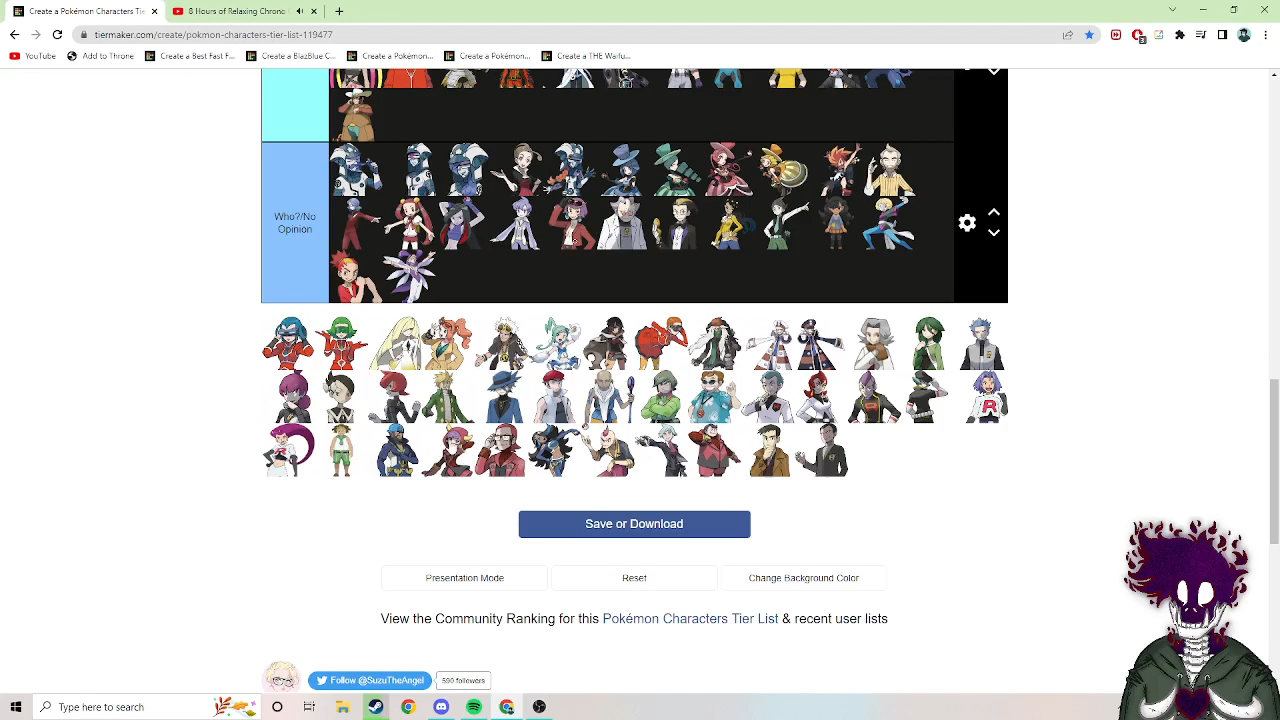 Create a Pokémon Characters Tie
8 Hours of Relaxing Chrono
tiermaker.com/create/pokmon-characters-tier-list-119477
YouTube
Add to Throne
Create a Best Fast F...
Create a BlazBlue C...
Create a Pokémon...
Create a Pokémon...
Create a THE Waifu...
3
Who?/No
Opinion
R
Save or Download
Presentation Mode
Reset
Change Background Color
View the Community Ranking for this Pokémon Characters Tier List & recent user lists
Follow @SuzuTheAngel
590 followers
Type here to search